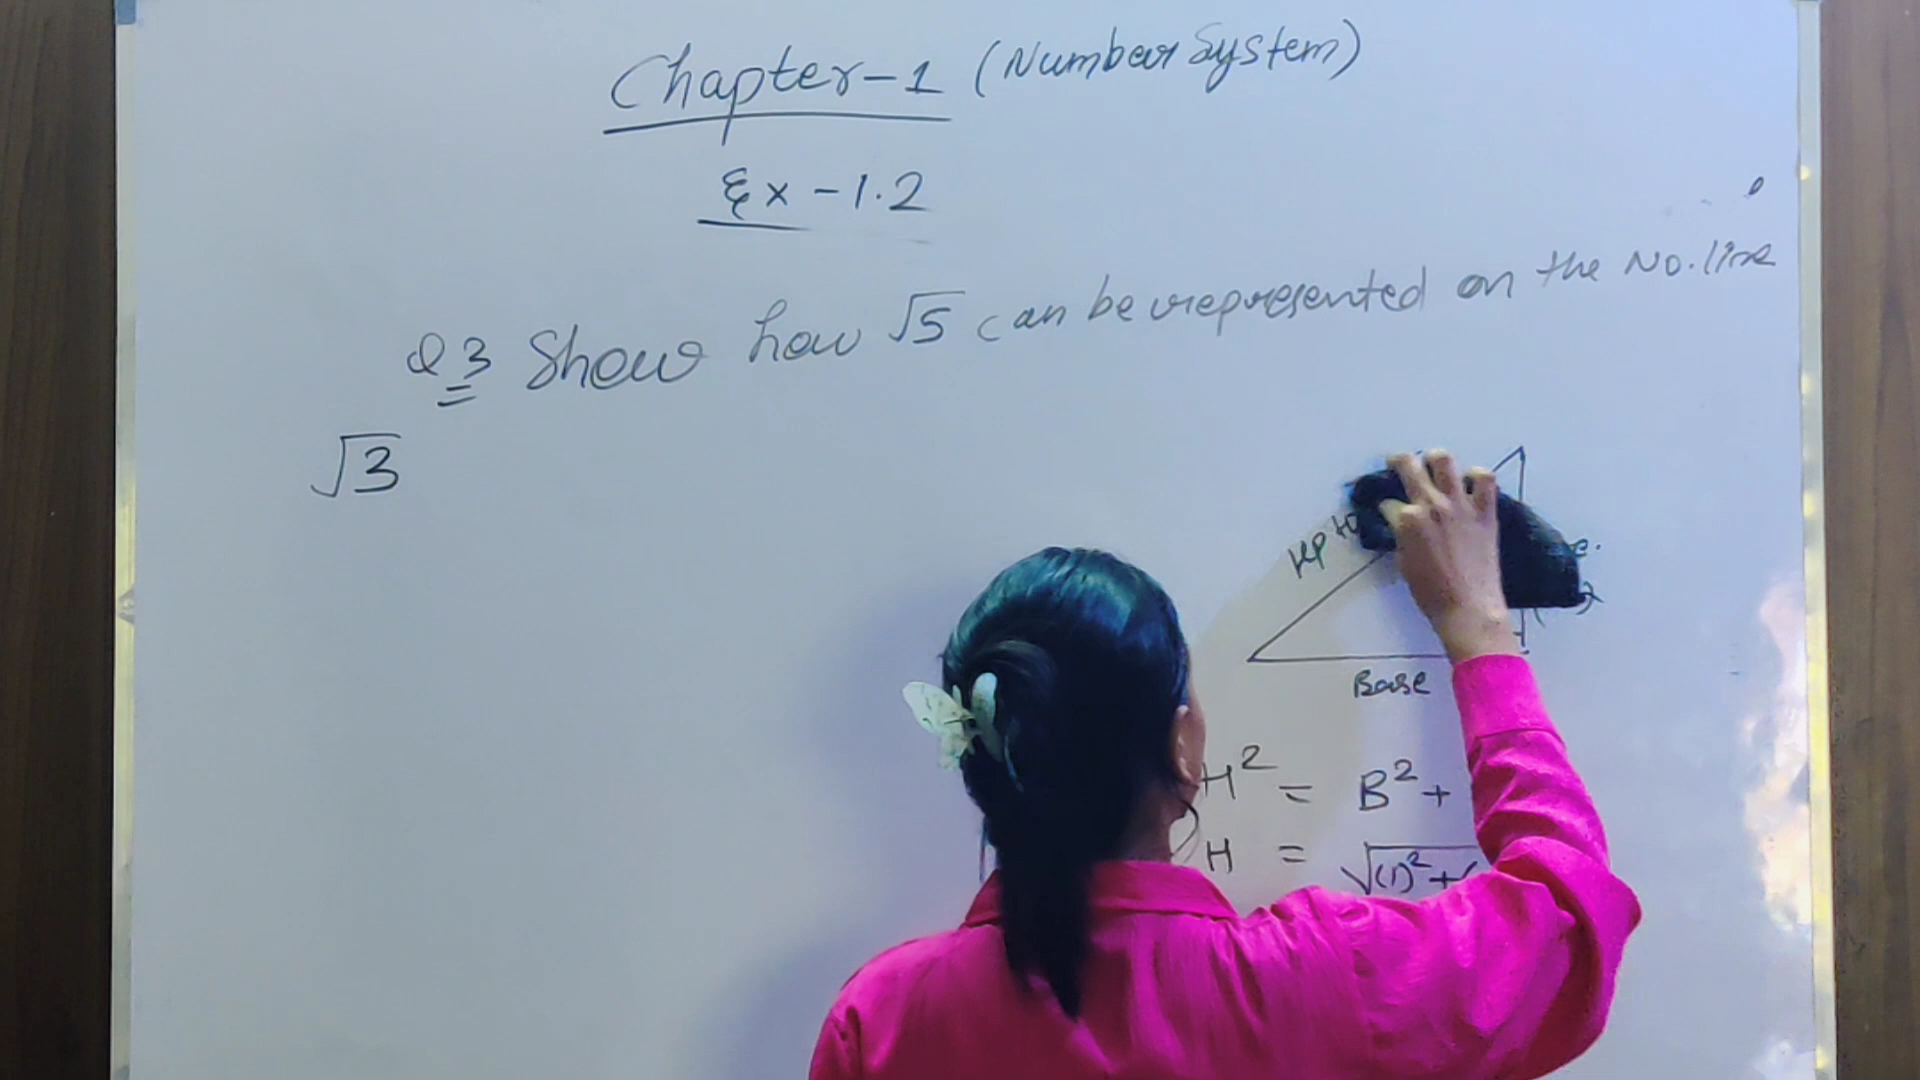 Chapter-1 (Number System)
Ex - 1.2
Q 3 Show how √5 can be represented on the No. line
√3
Base
H² = B² +
H = √(1)² + (